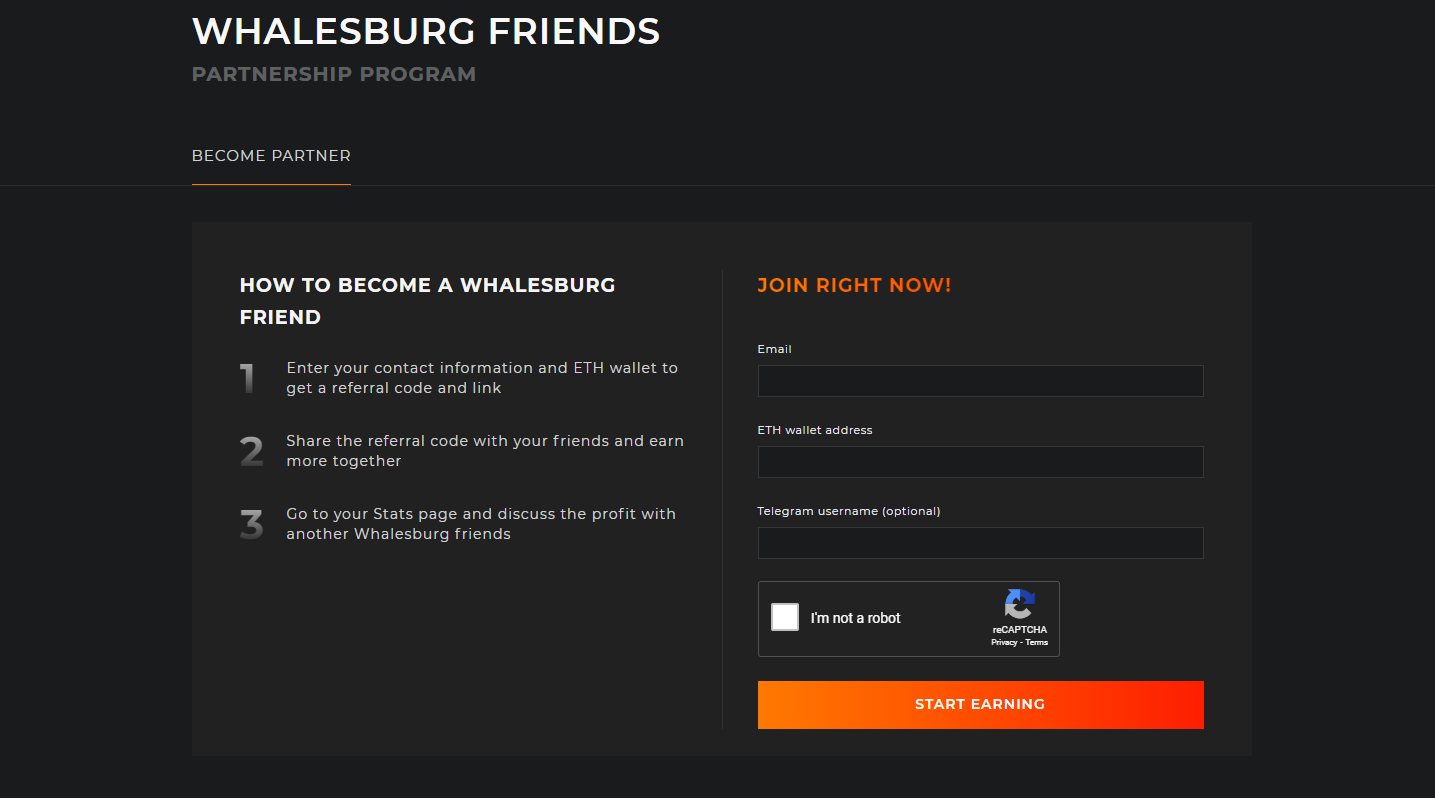 WHALESBURG FRIENDS
PARTNERSHIP PROGRAM
BECOME PARTNER
HOW TO BECOME A WHALESBURG
FRIEND
1
Enter your contact information and ETH wallet to
get a referral code and link
2
Share the referral code with your friends and earn
more together
3
Go to your Stats page and discuss the profit with
another Whalesburg friends
JOIN RIGHT NOW!
Email
ETH wallet address
Telegram username (optional)
I'm not a robot
reCAPTCHA
Privacy - Terms
START EARNING